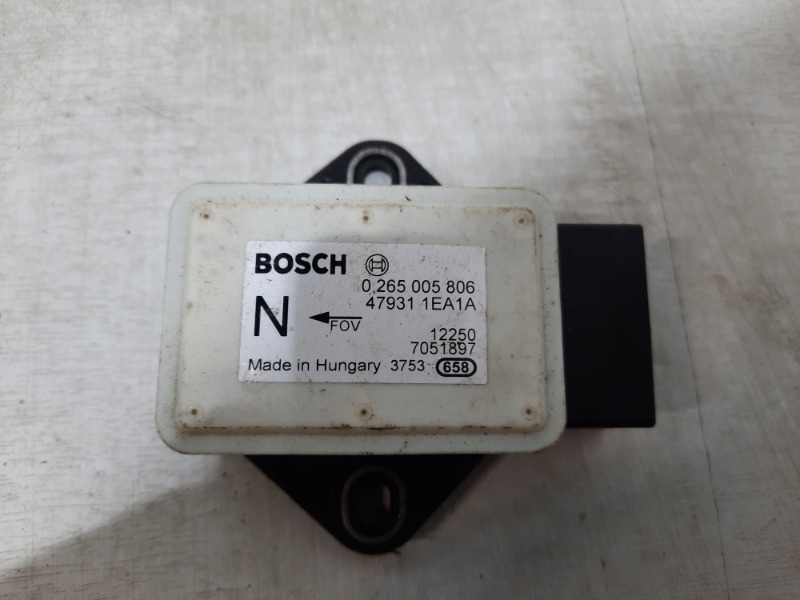 BOSCH
0 265 005 806
47931 1EA1A
N FOV
12250
7051897
Made in Hungary 3753 658